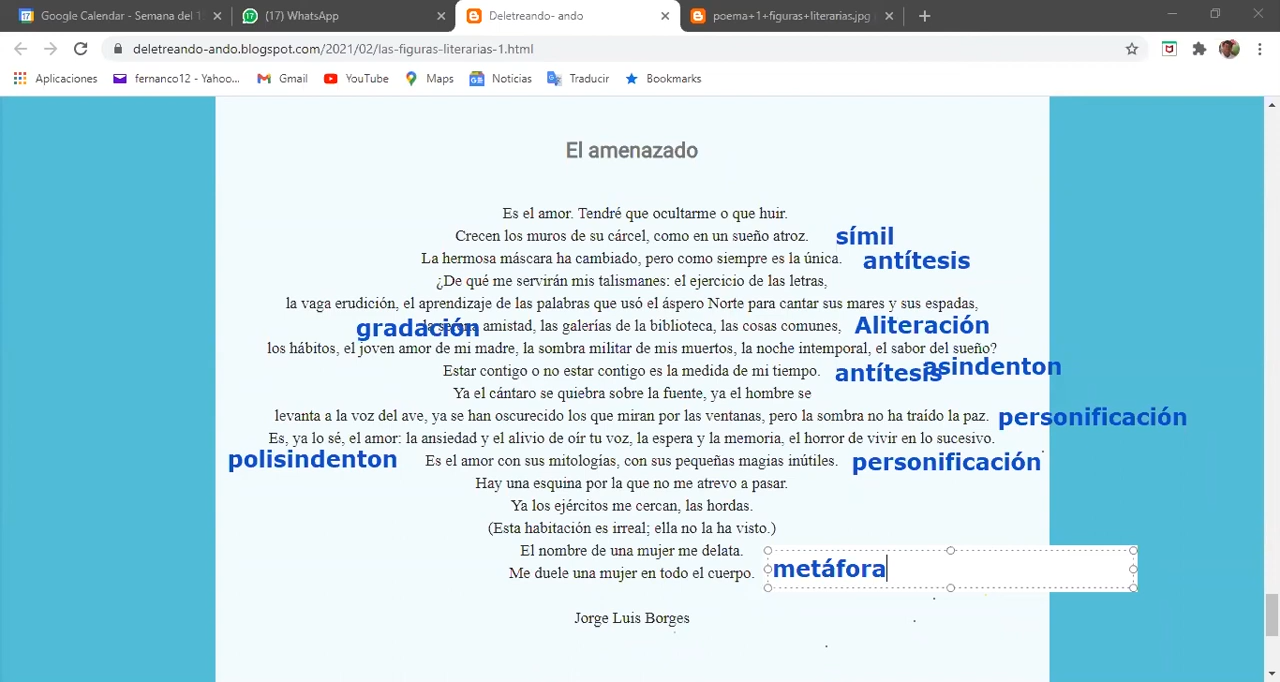 Google Calendar - Semana del 1
(17) WhatsApp
Deletreando- ando
poema+1+figuras+literarias.jpg
deletreando-ando.blogspot.com/2021/02/las-figuras-literarias-1.html
Aplicaciones
fernanco12 - Yahoo...
Gmail
YouTube
Maps
Noticias
Traducir
Bookmarks
El amenazado
Es el amor. Tendré que ocultarme o que huir.
Crecen los muros de su cárcel, como en un sueño atroz. símil
La hermosa máscara ha cambiado, pero como siempre es la única. antítesis
¿De qué me servirán mis talismanes: el ejercicio de las letras,
la vaga erudición, el aprendizaje de las palabras que usó el áspero Norte para cantar sus mares y sus espadas,
gradación la serena amistad, las galerías de la biblioteca, las cosas comunes, Aliteración
los hábitos, el joven amor de mi madre, la sombra militar de mis muertos, la noche intemporal, el sabor del sueño?
Estar contigo o no estar contigo es la medida de mi tiempo. antítesis asindenton
Ya el cántaro se quiebra sobre la fuente, ya el hombre se
levanta a la voz del ave, ya se han oscurecido los que miran por las ventanas, pero la sombra no ha traído la paz. personificación
Es, ya lo sé, el amor: la ansiedad y el alivio de oír tu voz, la espera y la memoria, el horror de vivir en lo sucesivo.
polisindenton Es el amor con sus mitologías, con sus pequeñas magias inútiles. personificación
Hay una esquina por la que no me atrevo a pasar.
Ya los ejércitos me cercan, las hordas.
(Esta habitación es irreal; ella no la ha visto.)
El nombre de una mujer me delata.
Me duele una mujer en todo el cuerpo. metáfora
Jorge Luis Borges